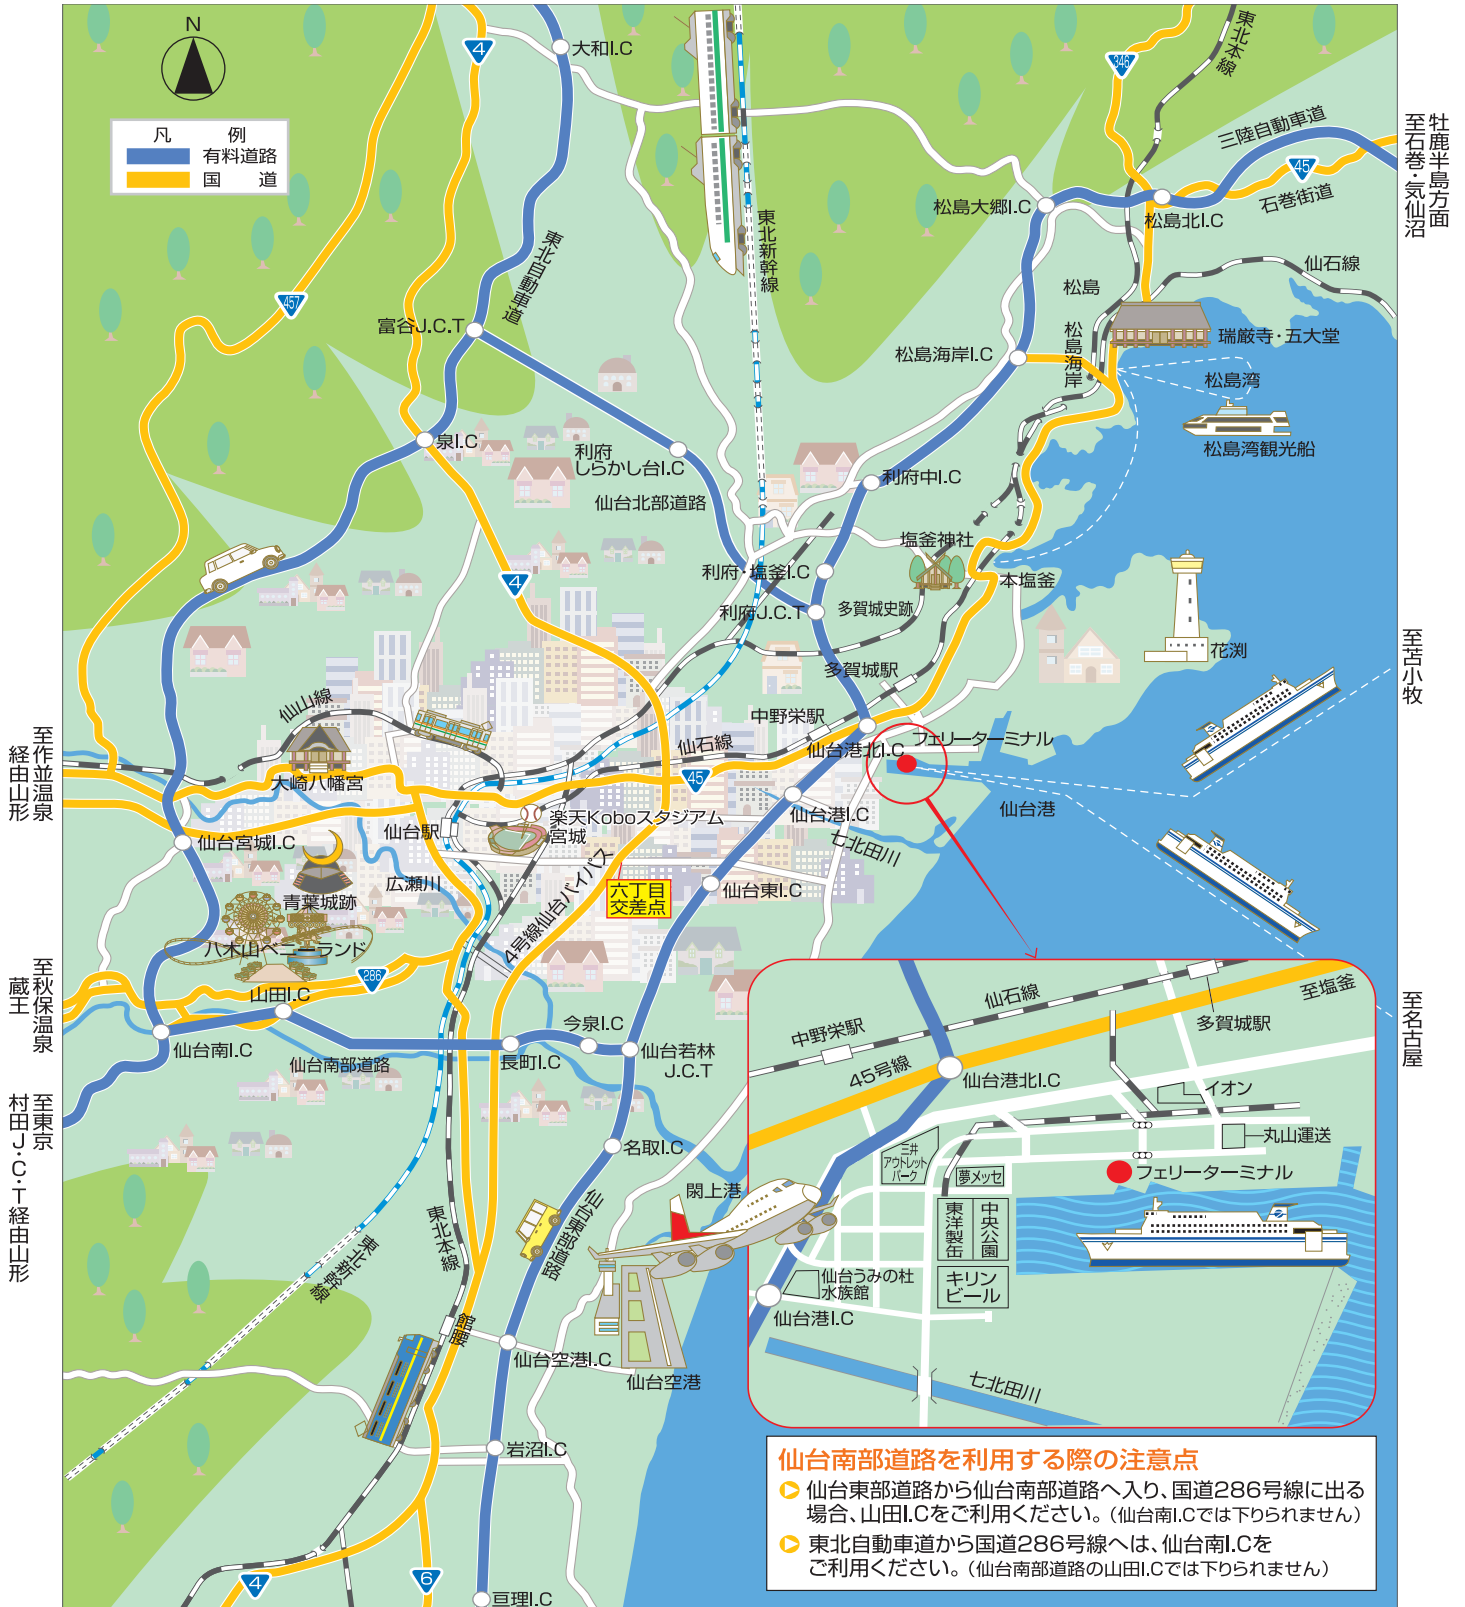 N
凡 例
有料道路
国 道
4
大和I.C
346
東北本線
三陸自動車道
45
石巻街道
牡鹿半島方面
至石巻・気仙沼
松島大郷I.C
松島北I.C
東北新幹線
仙石線
松島
東北自動車道
457
富谷J.C.T
松島海岸I.C
松島海岸
瑞厳寺・五大堂
松島湾
松島湾観光船
泉I.C
利府
しらかし台I.C
仙台北部道路
利府中I.C
塩釜神社
本塩釜
利府・塩釜I.C
利府J.C.T
多賀城史跡
4
花渕
至苫小牧
多賀城駅
中野栄駅
仙台港北I.C
フェリーターミナル
仙石線
仙山線
大崎八幡宮
45
仙台港
至作並温泉
経由山形
仙台駅
楽天Koboスタジアム
宮城
仙台港I.C
七北田川
仙台宮城I.C
広瀬川
青葉城跡
4号線仙台バイパス
六丁目
交差点
仙台東I.C
八木山ベニーランド
286
山田I.C
至秋保温泉
蔵王
仙台南I.C
仙台南部道路
長町I.C
今泉I.C
仙台若林
J.C.T
至名古屋
至東京
村田J・C・T経由山形
名取I.C
閖上港
東北本線
仙台東部道路
東北新幹線
館腰
仙台空港I.C
仙台空港
岩沼I.C
4
6
亘理I.C
仙石線
至塩釜
中野栄駅
多賀城駅
45号線
仙台港北I.C
イオン
丸山運送
三井
アウトレット
パーク
夢メッセ
フェリーターミナル
東洋製缶
中央公園
キリン
ビール
仙台うみの杜
水族館
仙台港I.C
七北田川
仙台南部道路を利用する際の注意点
仙台東部道路から仙台南部道路へ入り、国道286号線に出る
場合、山田I.Cをご利用ください。（仙台南I.Cでは下りられません）
東北自動車道から国道286号線へは、仙台南I.Cを
ご利用ください。（仙台南部道路の山田I.Cでは下りられません）